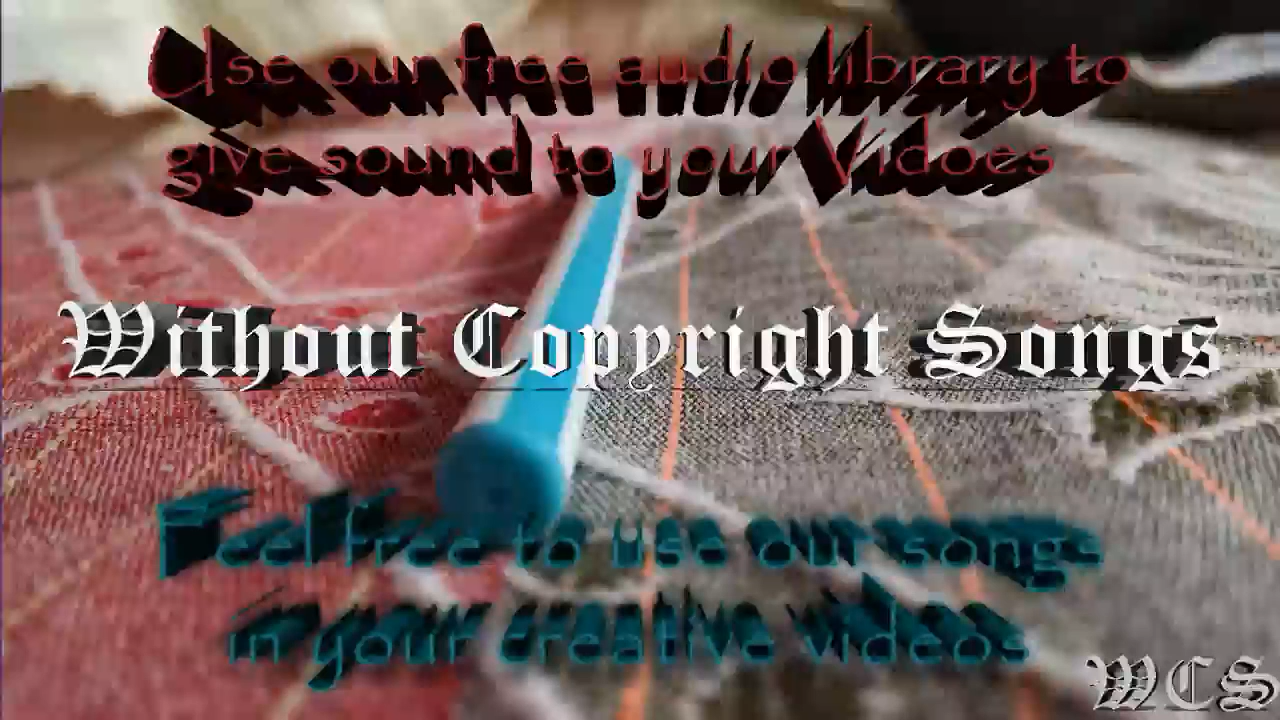 Use our free audio library to
give sound to your Vidoes
Without Copyright Songs
Feel free to use our songs
in your creative videos
WCS